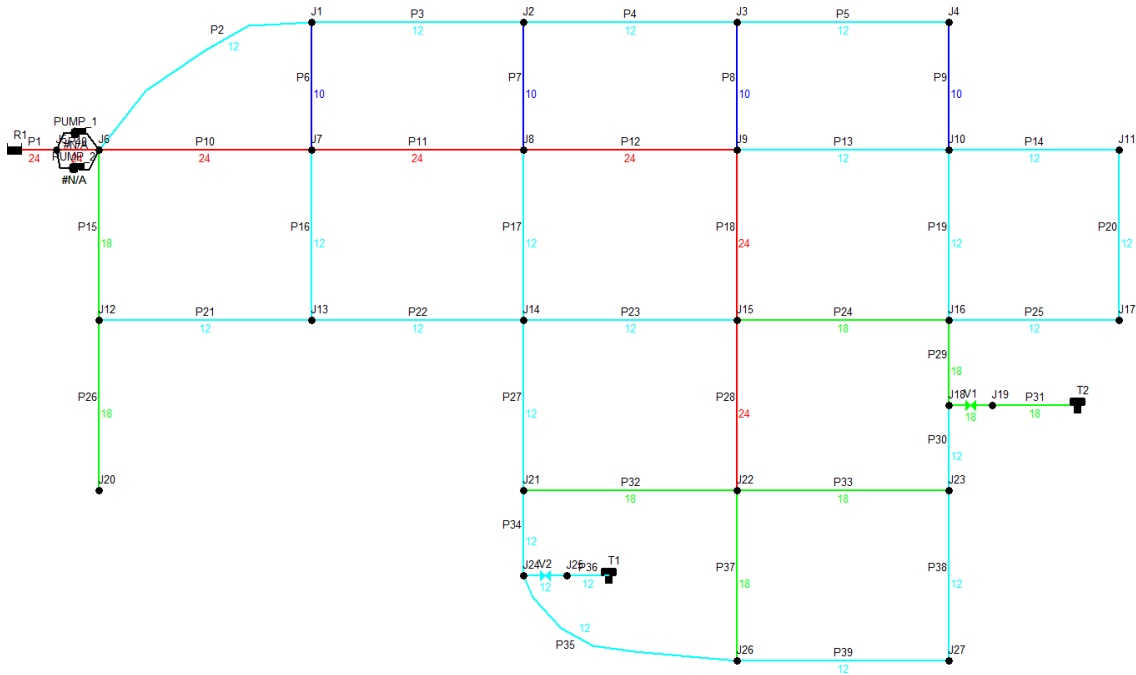 J1 P3 J2 P4 J3 P5 J4
P2 12 12 12
12
P6 P7 P8 P9
10 10 10 10
PUMP_1
R1 P1 #N/A J6 P10 J7 P11 J8 P12 J9 P13 J10 P14 J11
24 PUMP_2 24 24 24 12 12
#N/A
P15 P16 P17 P18 P19 P20
18 12 12 24 12 12
J12 P21 J13 P22 J14 P23 J15 P24 J16 P25 J17
12 12 12 18 12
P29
18
P26 P27 P28 J18 V1 J19 P31 T2
18 12 24 18 18
P30
12
J20 J21 P32 J22 P33 J23
18 18
P34
12
J24 V2 J25 P36 T1 P37 P38
12 12 18 12
12
P35
J26 P39 J27
12